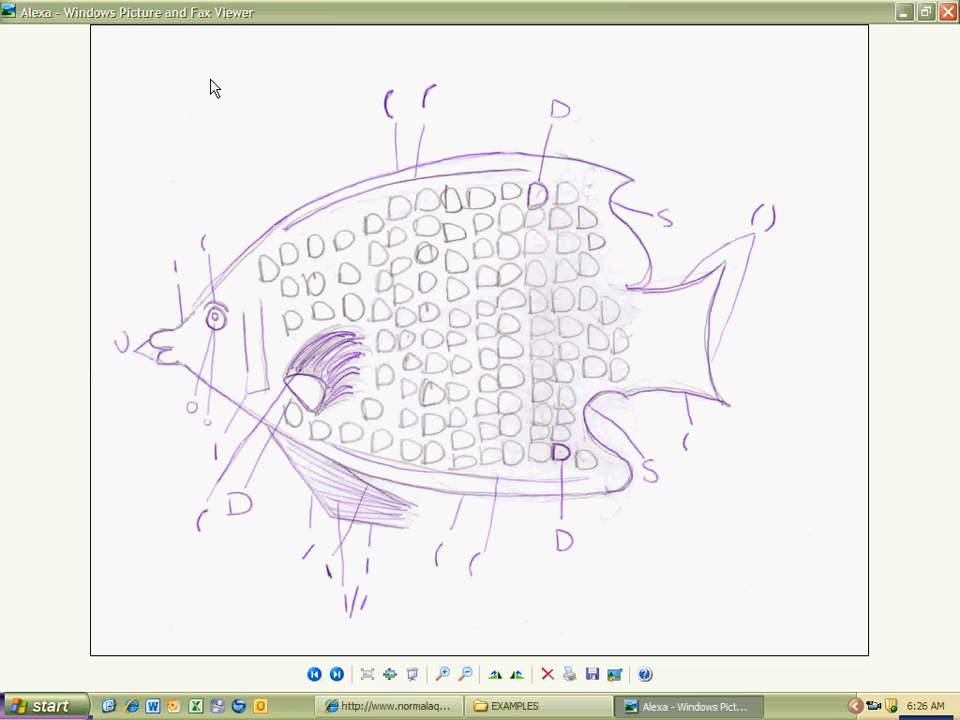 Alexa - Windows Picture and Fax Viewer
D
S
U
O
D
S
D
start
http://www.normalaq...
EXAMPLES
Alexa - Windows Pict...
6:26 AM